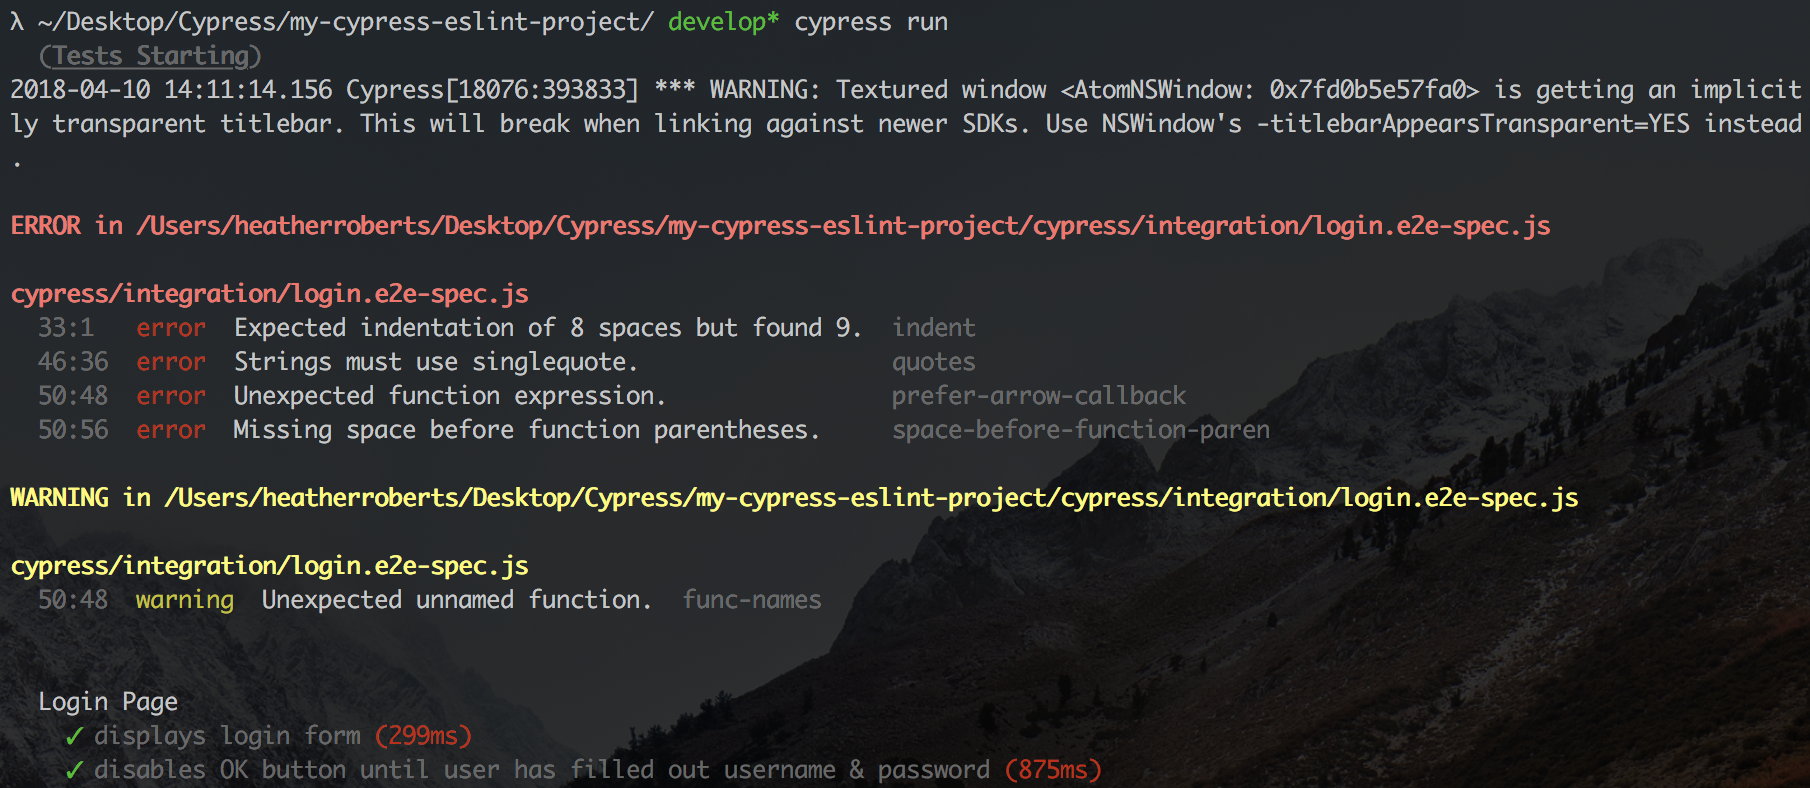 λ ~/Desktop/Cypress/my-cypress-eslint-project/ develop* cypress run
(Tests Starting)
2018-04-10 14:11:14.156 Cypress[18076:393833] *** WARNING: Textured window <AtomNSWindow: 0x7fd0b5e57fa0> is getting an implicit
ly transparent titlebar. This will break when linking against newer SDKs. Use NSWindow's -titlebarAppearsTransparent=YES instead
.
ERROR in /Users/heatherroberts/Desktop/Cypress/my-cypress-eslint-project/cypress/integration/login.e2e-spec.js
cypress/integration/login.e2e-spec.js
33:1 error Expected indentation of 8 spaces but found 9. indent
46:36 error Strings must use singlequote. quotes
50:48 error Unexpected function expression. prefer-arrow-callback
50:56 error Missing space before function parentheses. space-before-function-paren
WARNING in /Users/heatherroberts/Desktop/Cypress/my-cypress-eslint-project/cypress/integration/login.e2e-spec.js
cypress/integration/login.e2e-spec.js
50:48 warning Unexpected unnamed function. func-names
Login Page
✓ displays login form (299ms)
✓ disables OK button until user has filled out username & password (875ms)